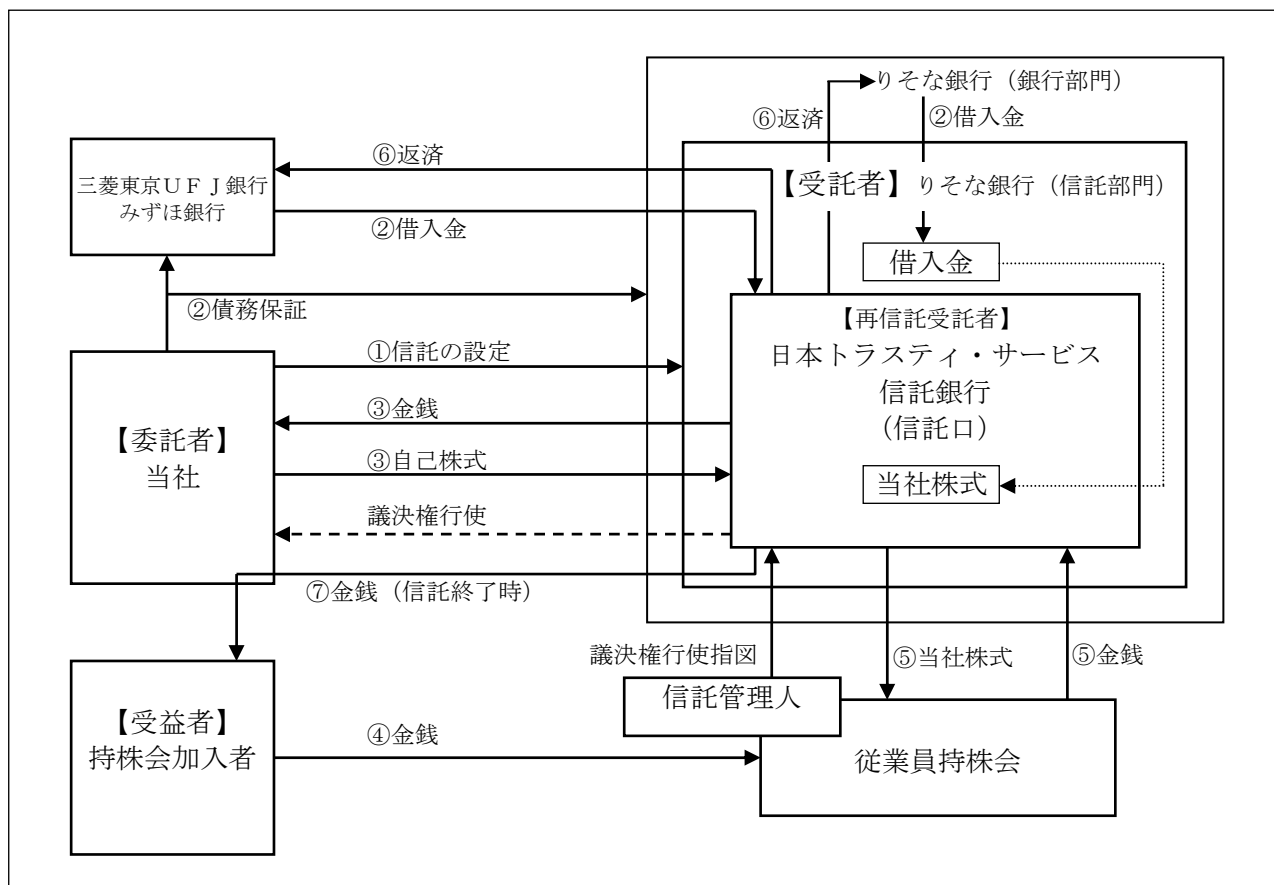 りそな銀行（銀行部門）
⑥返済
②借入金
⑥返済
三菱東京ＵＦＪ銀行
みずほ銀行
②借入金
【受託者】りそな銀行（信託部門）
借入金
②債務保証
【再信託受託者】
日本トラスティ・サービス
信託銀行
（信託口）
①信託の設定
③金銭
【委託者】
当社
③自己株式
当社株式
議決権行使
⑦金銭（信託終了時）
議決権行使指図
⑤当社株式
⑤金銭
信託管理人
【受益者】
持株会加入者
④金銭
従業員持株会